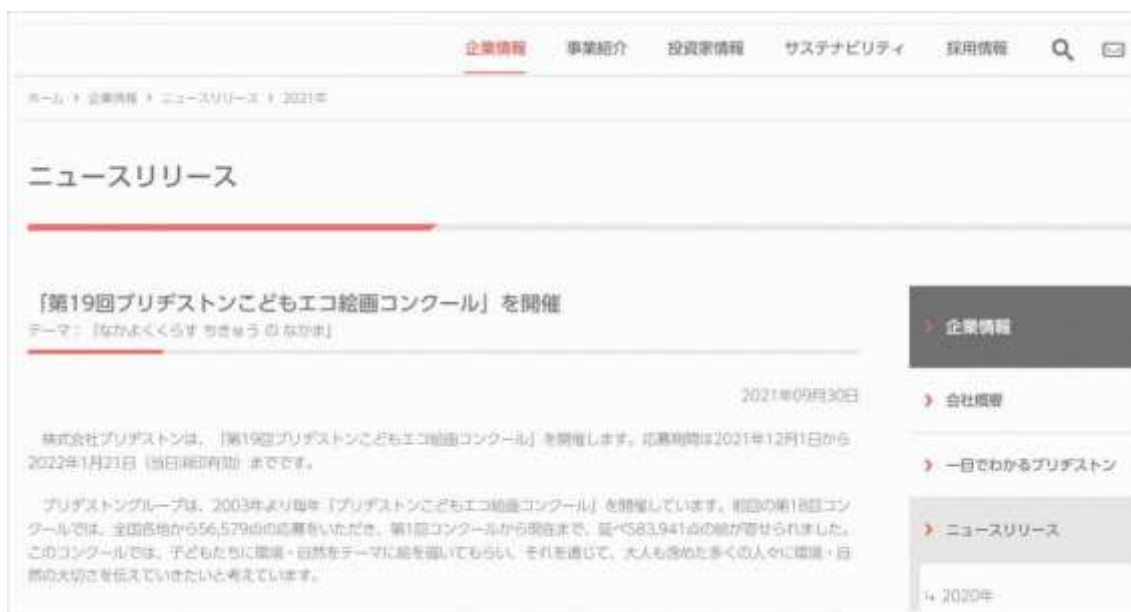 企業情報 事業紹介 投資家情報 サステナビリティ 採用情報
ホーム 企業情報 ニュースリリース 2021年
ニュースリリース
「第19回ブリヂストンこどもエコ絵画コンクール」を開催
テーマ：「なかよくくらす ちきゅう の なかま」
企業情報
2021年09月30日
会社概要
株式会社ブリヂストンは、「第19回ブリヂストンこどもエコ絵画コンクール」を開催します。応募期間は2021年12月1日から
2022年1月21日（当日消印有効）までです。
一目でわかるブリヂストン
ブリヂストングループは、2003年より毎年「ブリヂストンこどもエコ絵画コンクール」を開催しています。前回の第18回コン
クールでは、全国各地から56,579点の応募をいただき、第1回コンクールから現在まで、延べ583,941点の絵が寄せられました。
このコンクールでは、子どもたちに環境・自然をテーマに絵を描いてもらい、それを通じて、大人も含めた多くの人々に環境・自
然の大切さを伝えていきたいと考えています。
ニュースリリース
2020年